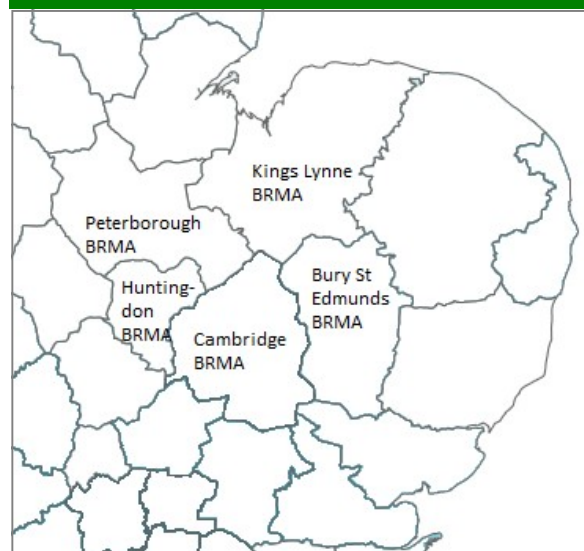 Kings Lynne
BRMA
Peterborough
BRMA
Hunting-
don
BRMA
Bury St
Edmunds
BRMA
Cambridge
BRMA